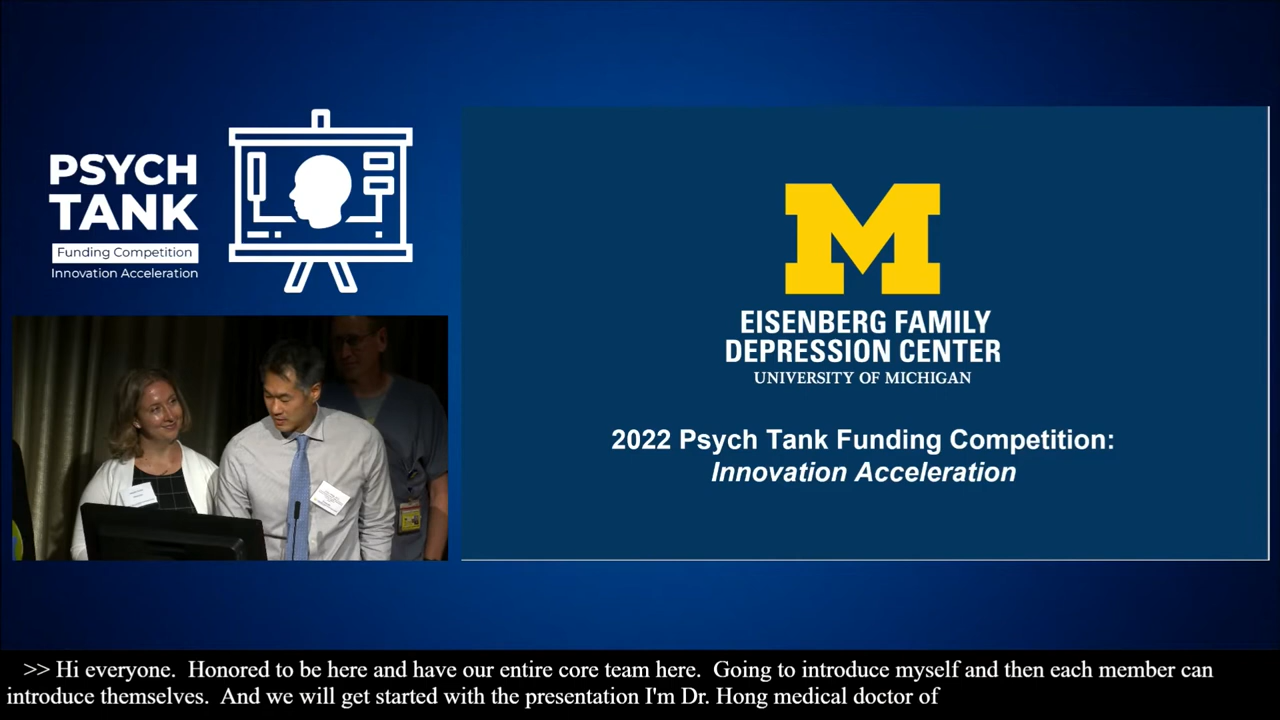 PSYCH
TANK
Funding Competition
Innovation Acceleration
M
EISENBERG FAMILY
DEPRESSION CENTER
UNIVERSITY OF MICHIGAN
2022 Psych Tank Funding Competition:
Innovation Acceleration
>> Hi everyone.  Honored to be here and have our entire core team here.  Going to introduce myself and then each member can
introduce themselves.  And we will get started with the presentation I'm Dr. Hong medical doctor of